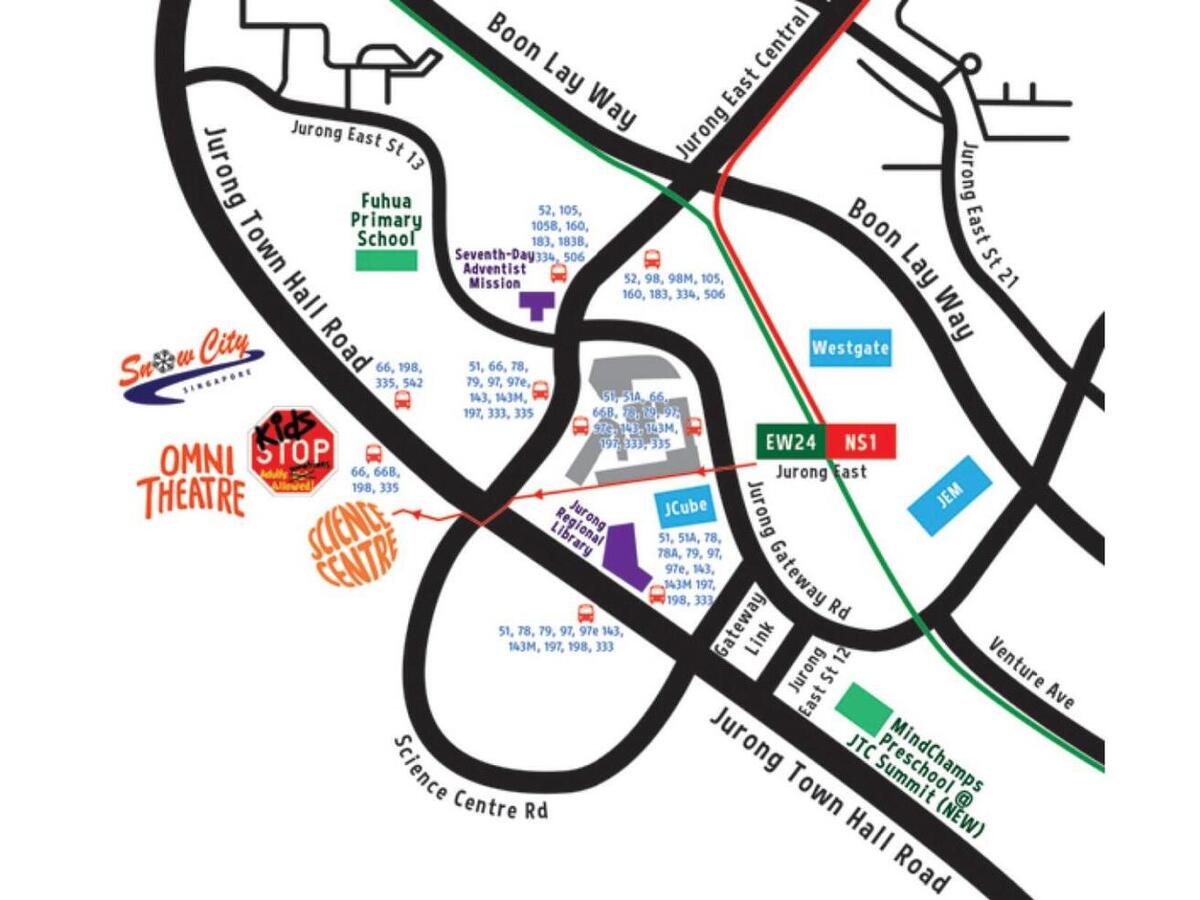 Boon Lay Way
Jurong East Central
Jurong East St 13
Jurong Town Hall Road
Fuhua
Primary
School
Seventh-Day
Adventist
Mission
52, 105,
105B, 160,
183, 183B,
334, 506
52, 98, 98M, 105,
160, 183, 334, 506
Boon Lay Way
Jurong East St 21
Westgate
Snow City
SINGAPORE
66, 198,
335, 542
51, 66, 78,
79, 97, 97e,
143, 143M,
197, 333, 335
51, 51A, 66,
66B, 78, 79, 97,
97e, 143, 143M,
197, 333, 335
EW24 NS1
Jurong East
OMNI
THEATRE
Kids
STOP
Allowed!
66, 66B,
198, 335
SCIENCE
CENTRE
Jurong
Regional
Library
JCube
JEM
51, 51A, 78,
78A, 79, 97,
97e, 143,
143M 197,
198, 333
Jurong Gateway Rd
51, 78, 79, 97, 97e 143,
143M, 197, 198, 333
Gateway
Link
Jurong
East St 12
Venture Ave
MindChamps
Preschool @
JTC Summit (NEW)
Science Centre Rd
Jurong Town Hall Road